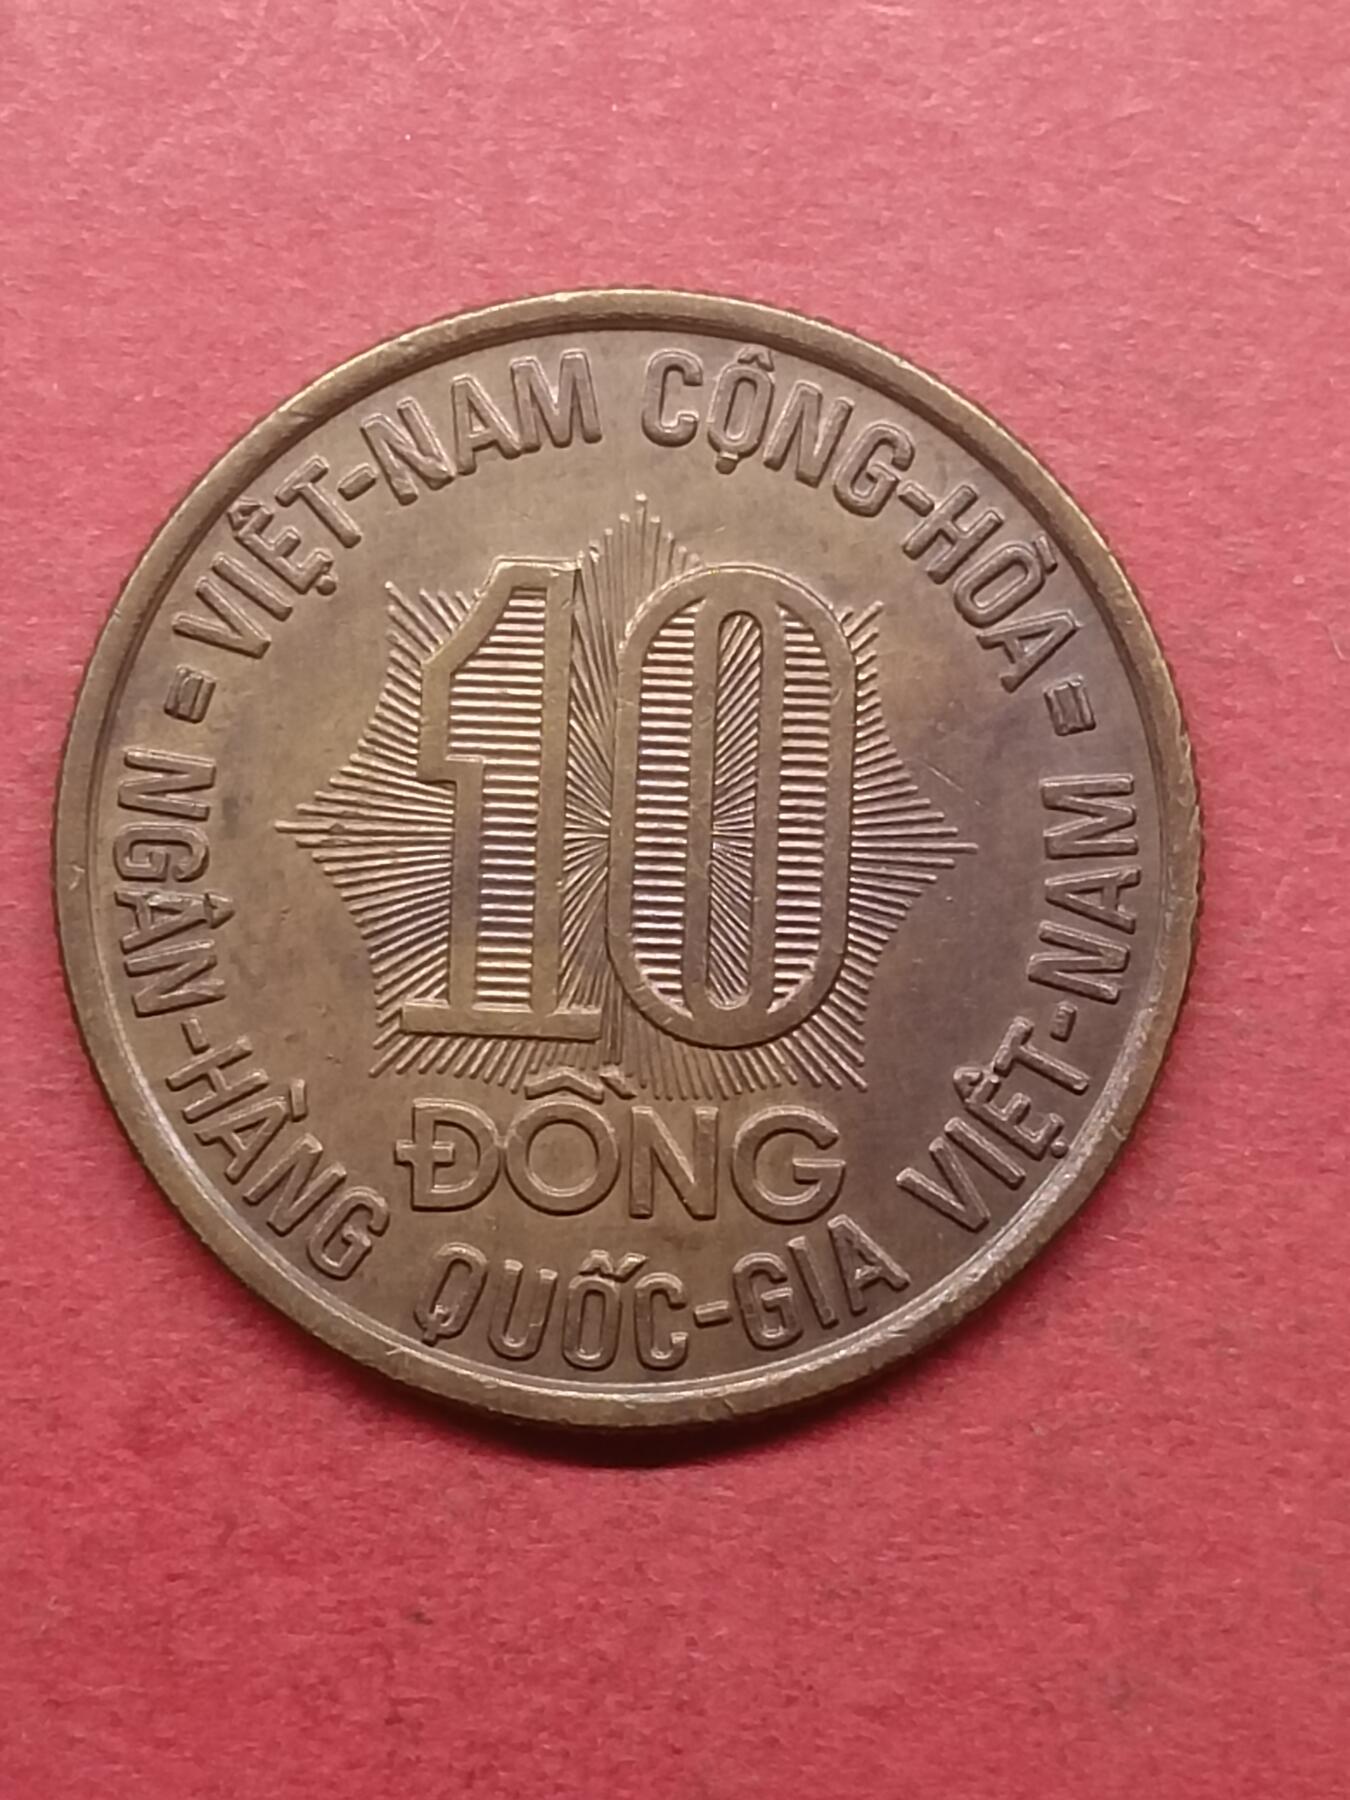 VIỆT-NAM CỘNG-HÒA
10
ĐỒNG
NGÂN-HÀNG QUỐC-GIA VIỆT-NAM